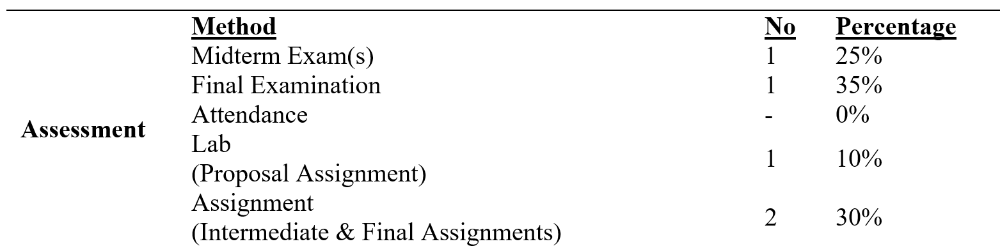 Method No Percentage
Midterm Exam(s) 1 25%
Final Examination 1 35%
Attendance - 0%
Assessment
Lab
(Proposal Assignment) 1 10%
Assignment
(Intermediate & Final Assignments) 2 30%